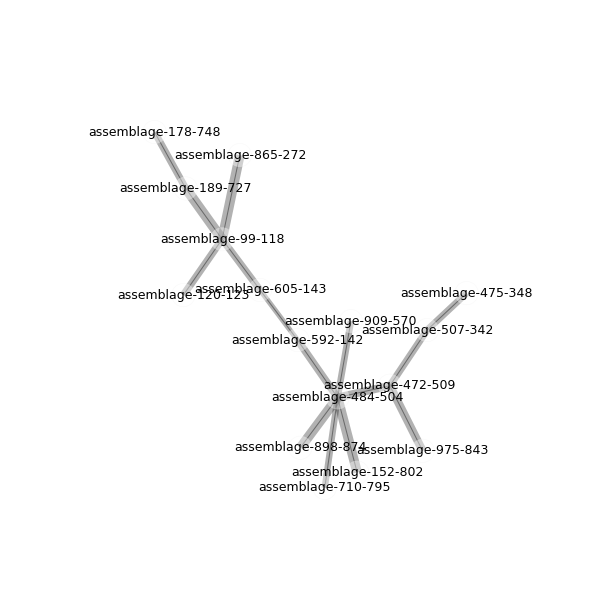 assemblage-178-748
assemblage-865-272
assemblage-189-727
assemblage-99-118
assemblage-605-143
assemblage-120-123
assemblage-475-348
assemblage-909-570
assemblage-507-342
assemblage-592-142
assemblage-472-509
assemblage-484-504
assemblage-898-874
assemblage-975-843
assemblage-152-802
assemblage-710-795